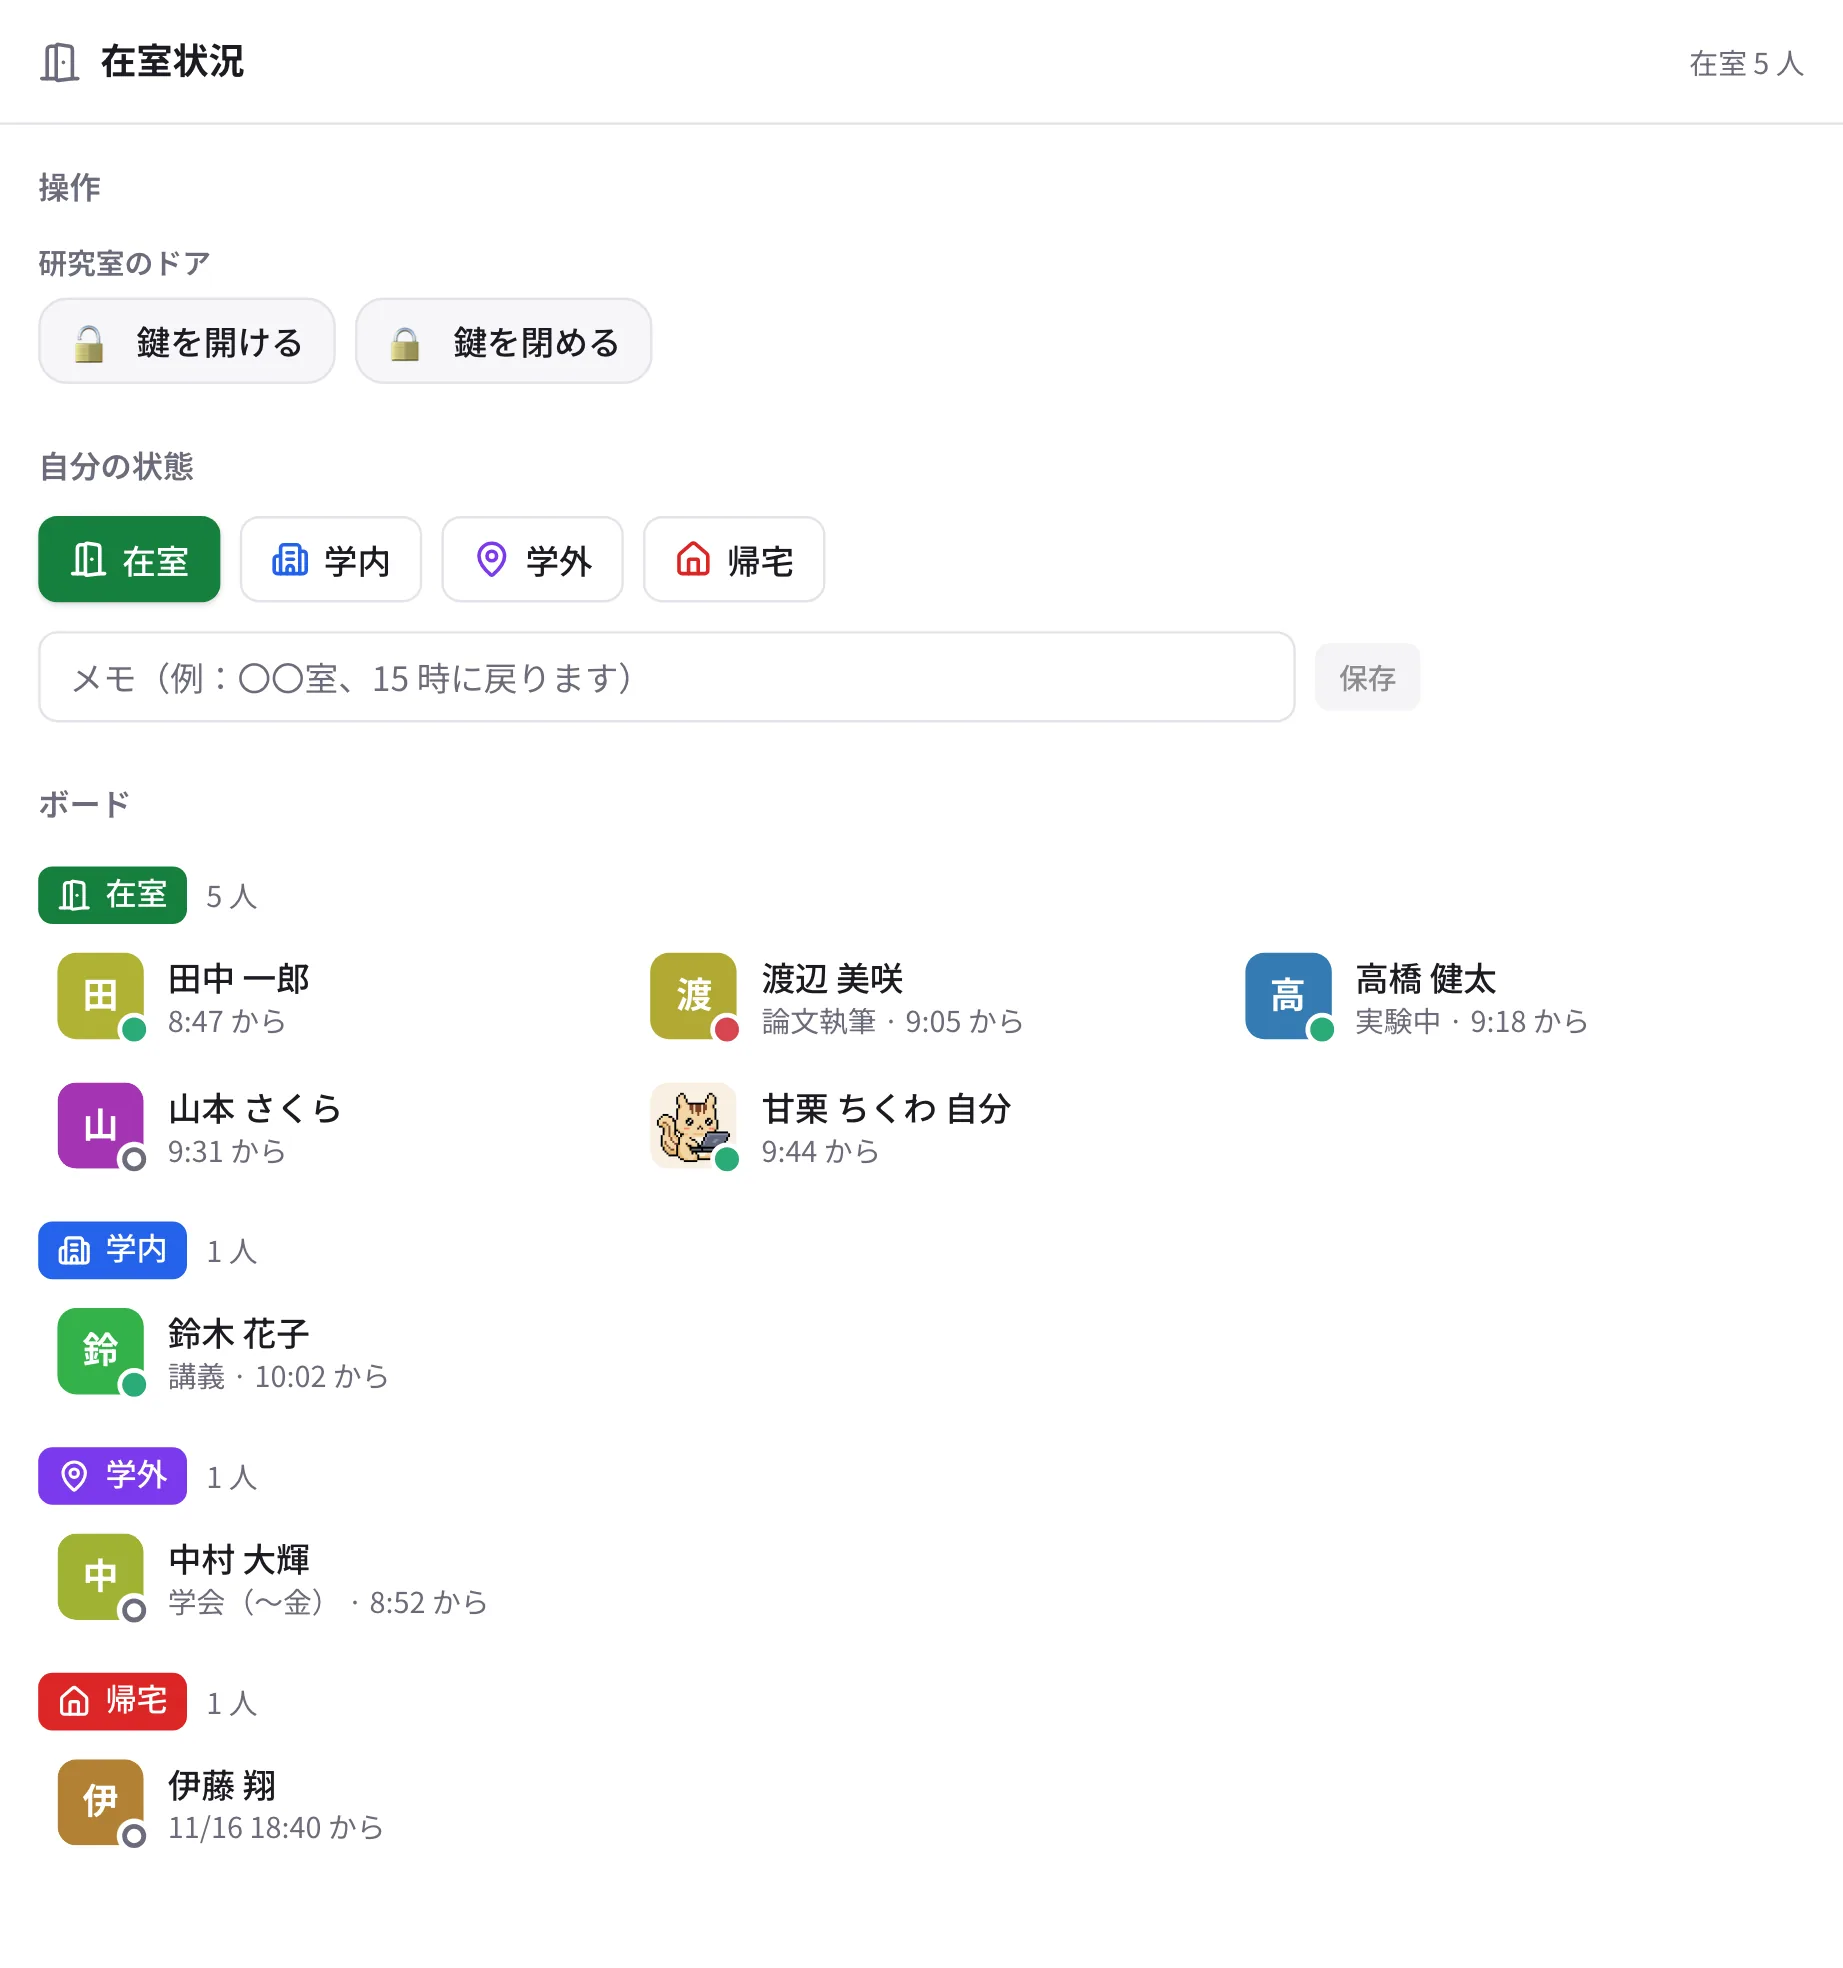 在室状況
在室 5 人
操作
研究室のドア
鍵を開ける
鍵を閉める
自分の状態
在室
学内
学外
帰宅
メモ（例：〇〇室、15 時に戻ります）
保存
ボード
在室
5 人
田
田中 一郎
8:47 から
渡
渡辺 美咲
論文執筆 · 9:05 から
高
高橋 健太
実験中 · 9:18 から
山
山本 さくら
9:31 から
甘栗 ちくわ 自分
9:44 から
学内
1 人
鈴
鈴木 花子
講義 · 10:02 から
学外
1 人
中
中村 大輝
学会（〜金） · 8:52 から
帰宅
1 人
伊
伊藤 翔
11/16 18:40 から